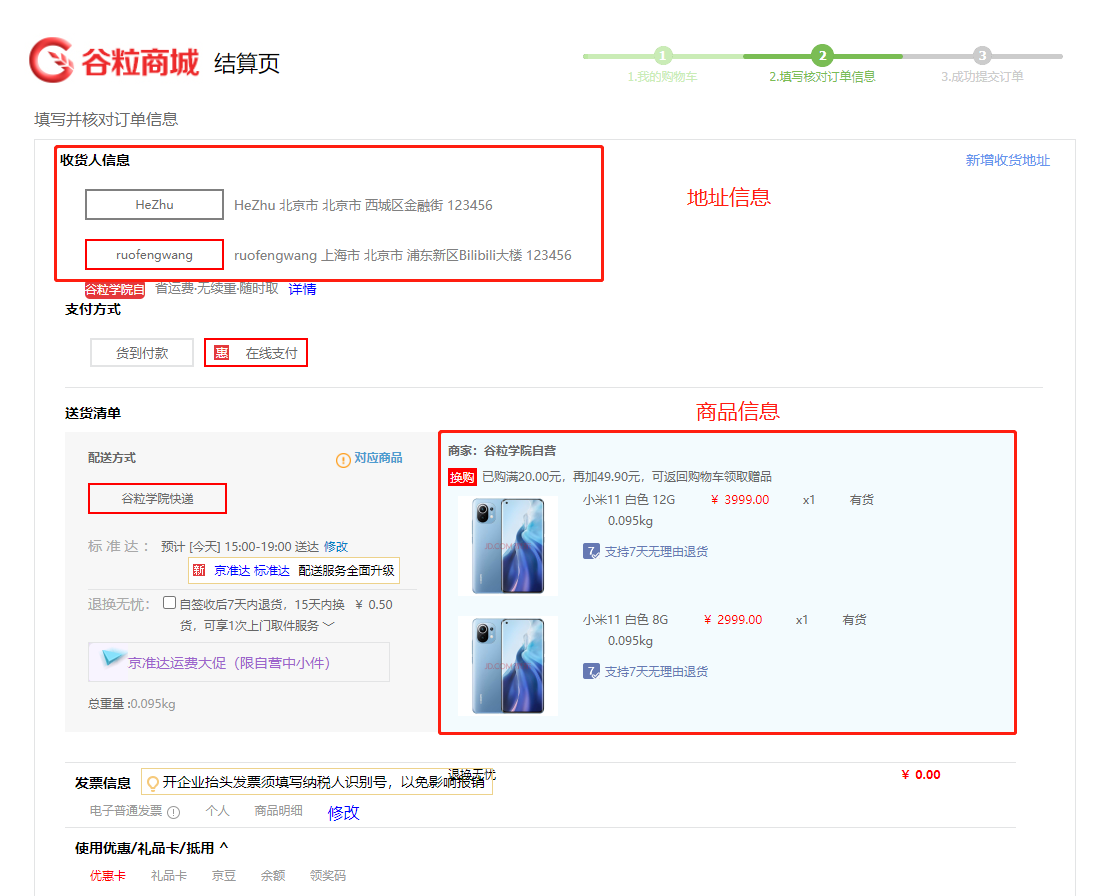 谷粒商城 结算页
1 2 3
1.我的购物车 2.填写核对订单信息 3.成功提交订单
填写并核对订单信息
收货人信息 新增收货地址
地址信息
HeZhu HeZhu 北京市 北京市 西城区金融街 123456
ruofengwang ruofengwang 上海市 北京市 浦东新区Bilibili大楼 123456
谷粒学院自 省运费·无续重·随时取 详情
支付方式
货到付款 惠 在线支付
送货清单
商品信息
配送方式 对应商品
谷粒学院快递
标 准 达 : 预计 [今天] 15:00-19:00 送达 修改
新 京准达 标准达 配送服务全面升级
退换无忧: 自签收后7天内退货，15天内换 ¥ 0.50
货，可享1次上门取件服务
京准达运费大促（限自营中小件）
总重量 :0.095kg
商家：谷粒学院自营
换购 已购满20.00元，再加49.90元，可返回购物车领取赠品
小米11 白色 12G ¥ 3999.00 x1 有货
0.095kg
7 支持7天无理由退货
小米11 白色 8G ¥ 2999.00 x1 有货
0.095kg
7 支持7天无理由退货
退换无忧 ¥ 0.00
发票信息 开企业抬头发票须填写纳税人识别号，以免影响报销
电子普通发票 个人 商品明细 修改
使用优惠/礼品卡/抵用 ^
优惠卡 礼品卡 京豆 余额 领奖码